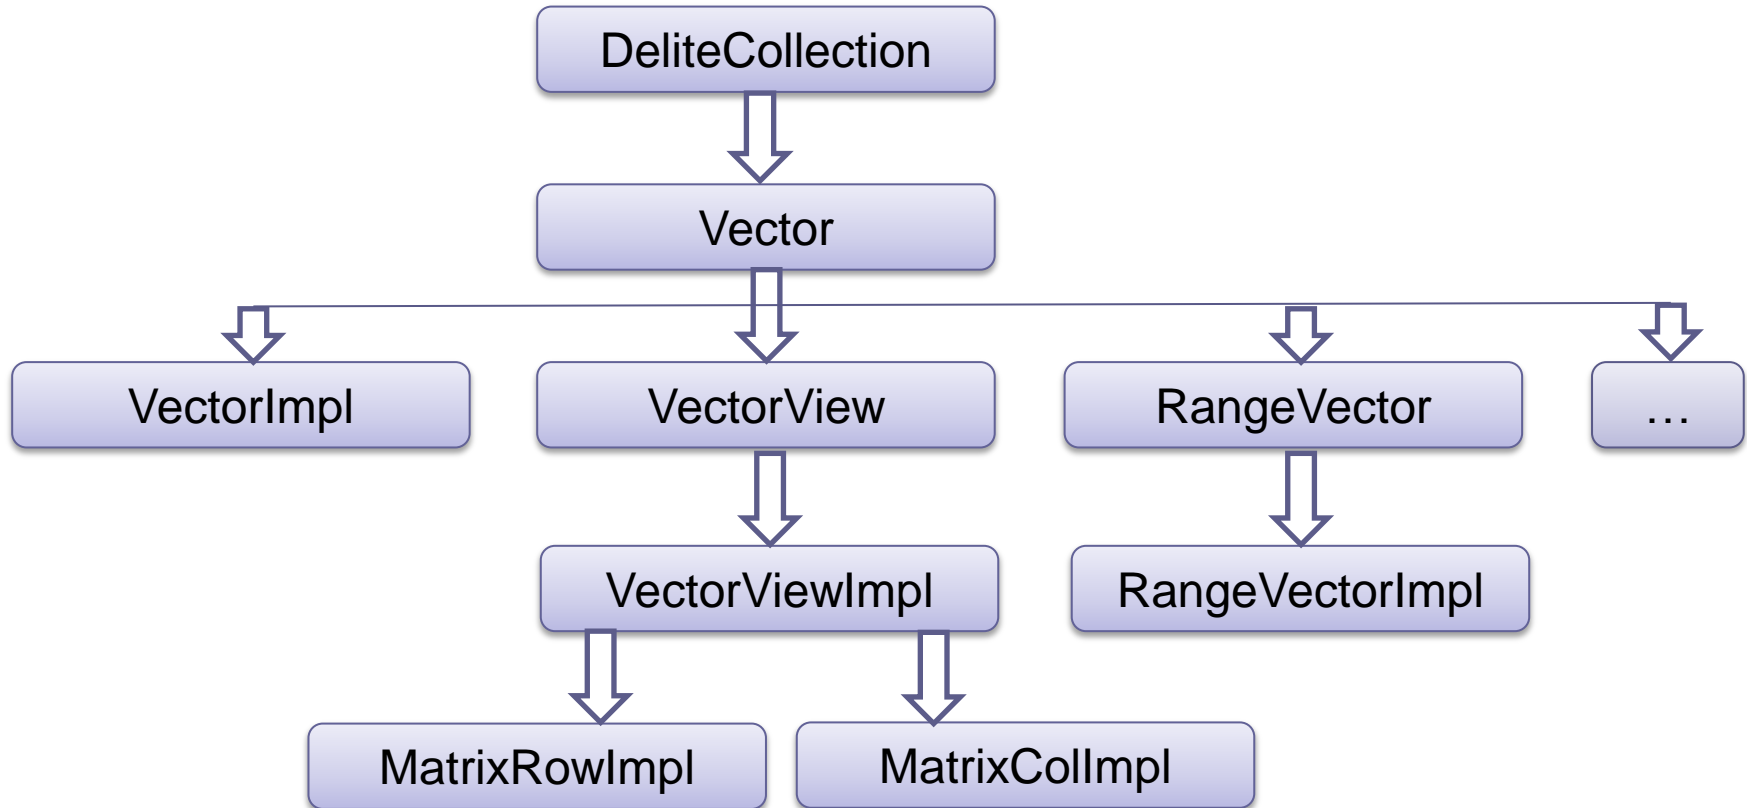 DeliteCollection
Vector
VectorImpl
VectorView
RangeVector
…
VectorViewImpl
RangeVectorImpl
MatrixRowImpl
MatrixColImpl